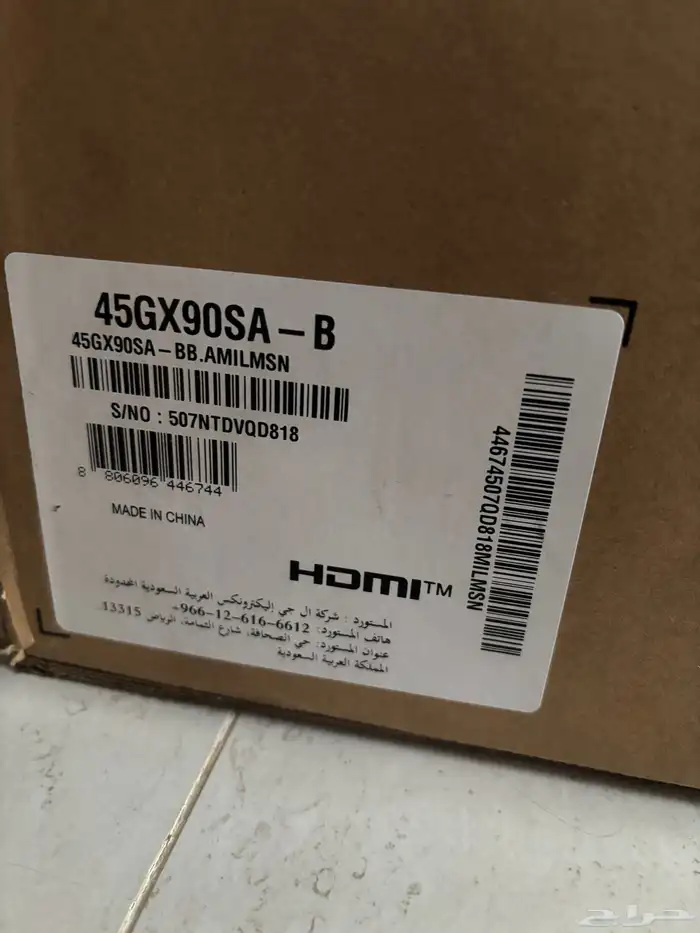 45GX90SA-B
45GX90SA-BB.AMILMSN
S/NO : 507NTDVQD818
8 806096 446744
MADE IN CHINA
44674507QD818MILMSN
HDMI™
المستورد : شركة ال جي إليكترونكس العربية السعودية المحدودة
هاتف المستورد: 6612-616-12-966+
عنوان المستورد: حي الصحافة، شارع الثمامة، الرياض 13315
المملكة العربية السعودية
حراج